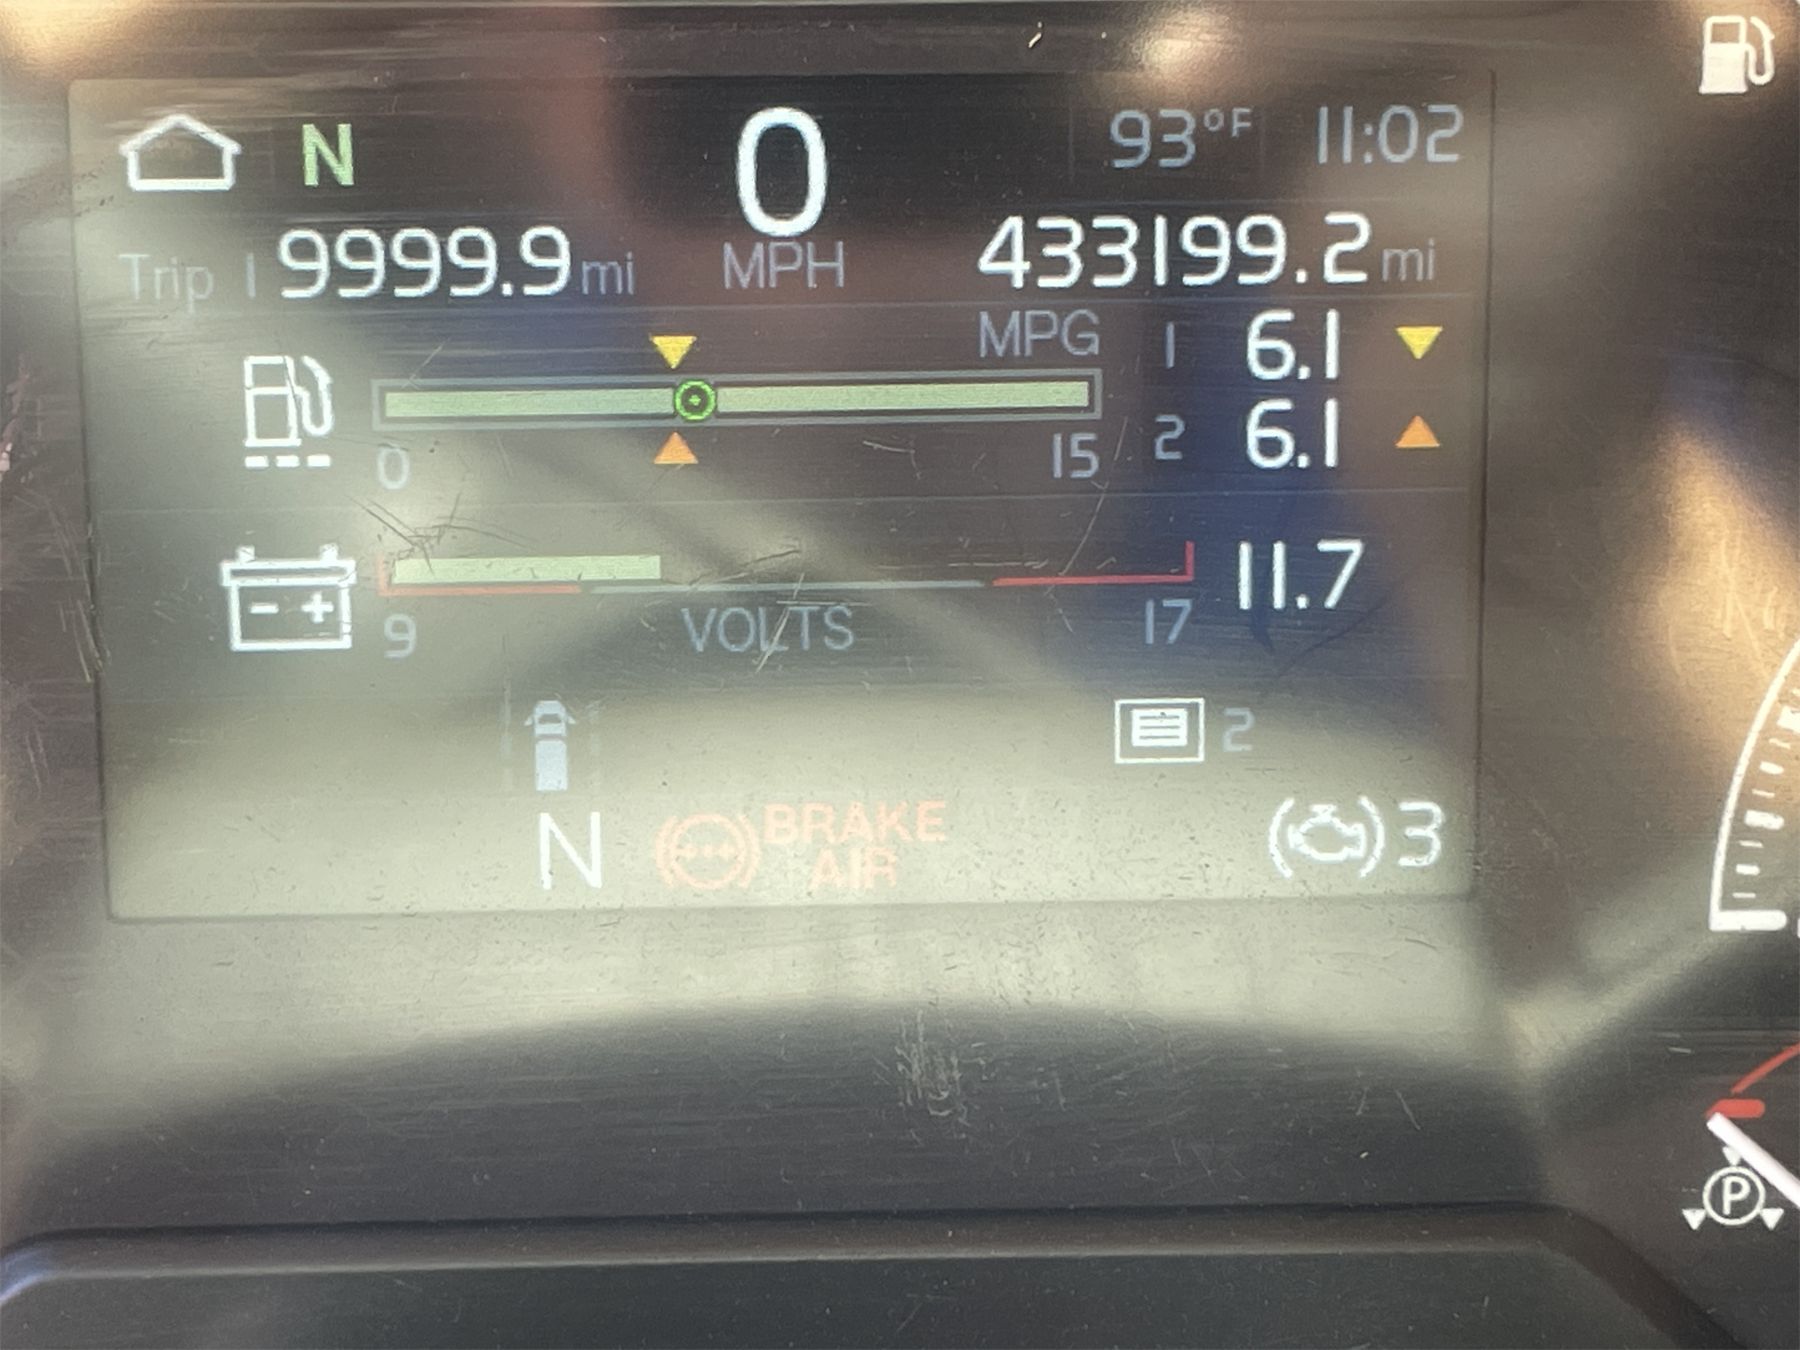 N 0 93°F 11:02
Trip 1 9999.9 mi MPH 433199.2 mi
MPG 1 6.1
0 15 2 6.1
11.7
9 VOLTS 17
2
N BRAKE AIR 3
P